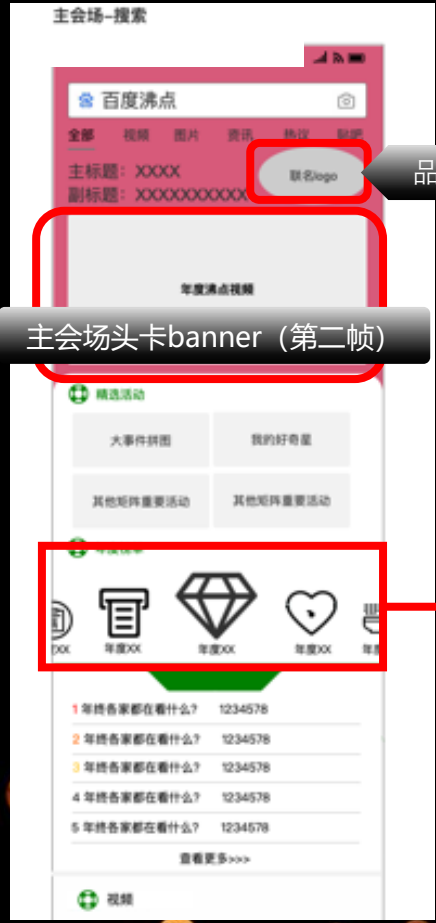 主会场-搜索
百度沸点
全部 视频 图片 资讯 热议 贴吧
主标题：XXXX
副标题：XXXXXXXXXX
联名logo
品
年度沸点视频
主会场头卡banner（第二帧）
精选活动
大事件拼图 我的好奇星
其他矩阵重要活动 其他矩阵重要活动
年度榜单
年度XX 年度XX 年度XX
1 年终各家都在看什么? 1234578
2 年终各家都在看什么? 1234578
3 年终各家都在看什么? 1234578
4 年终各家都在看什么? 1234578
5 年终各家都在看什么? 1234578
查看更多>>>
视频